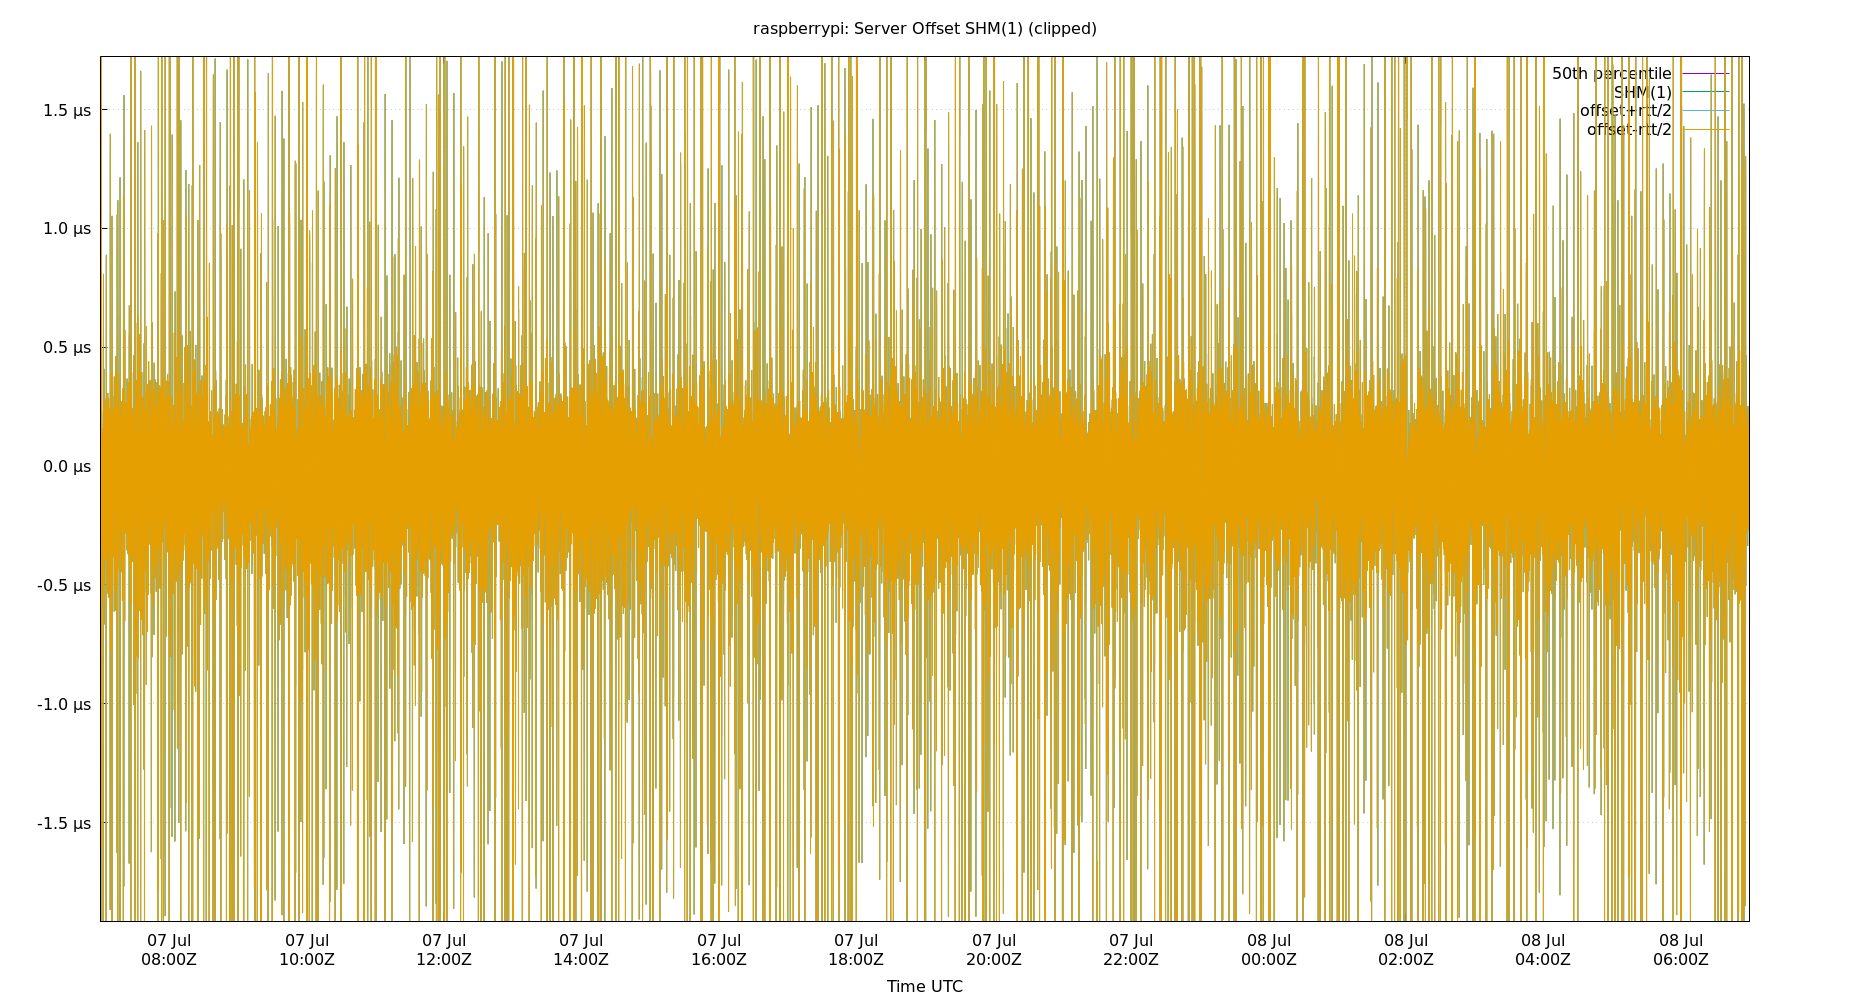 raspberrypi: Server Offset SHM(1) (clipped)
50th percentile
SHM(1)
offset+rtt/2
offset-rtt/2
1.5 µs
1.0 µs
0.5 µs
0.0 µs
-0.5 µs
-1.0 µs
-1.5 µs
07 Jul 07 Jul 07 Jul 07 Jul 07 Jul 07 Jul 07 Jul 07 Jul 08 Jul 08 Jul 08 Jul 08 Jul
08:00Z 10:00Z 12:00Z 14:00Z 16:00Z 18:00Z 20:00Z 22:00Z 00:00Z 02:00Z 04:00Z 06:00Z
Time UTC